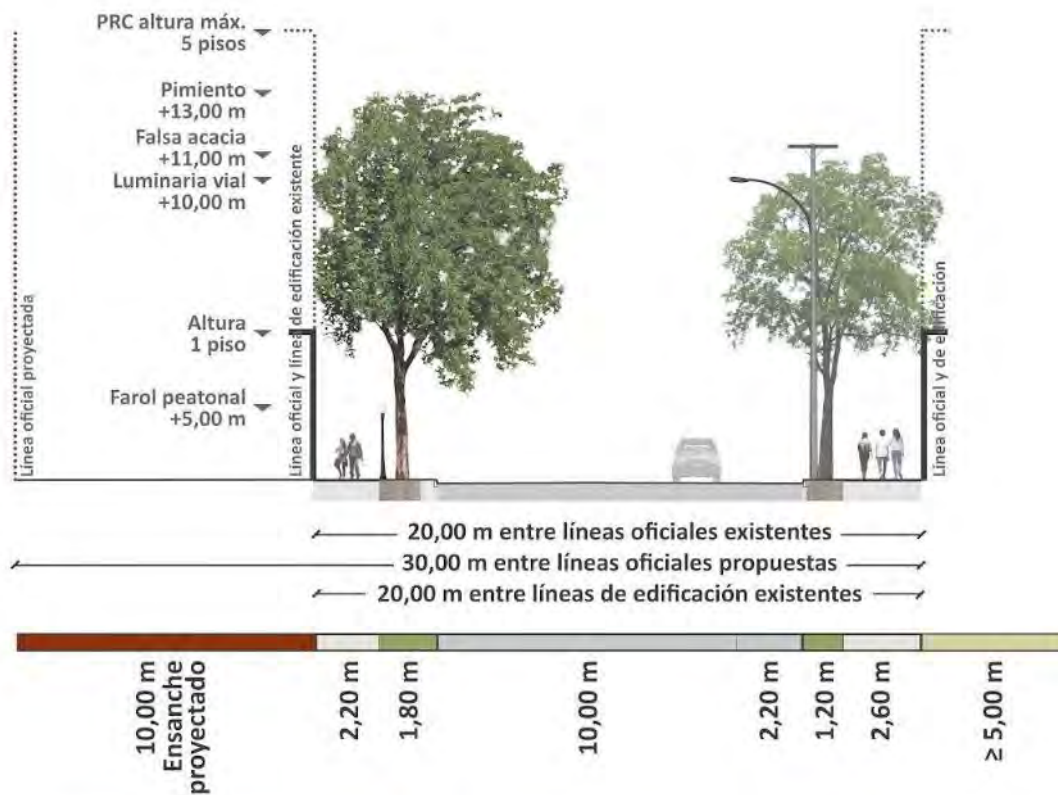 PRC altura máx.
5 pisos
Pimiento
+13,00 m
Falsa acacia
+11,00 m
Luminaria vial
+10,00 m
Altura
1 piso
Farol peatonal
+5,00 m
Línea oficial proyectada
Línea oficial y línea de edificación existente
Línea oficial y de edificación
20,00 m entre líneas oficiales existentes
30,00 m entre líneas oficiales propuestas
20,00 m entre líneas de edificación existentes
10,00 m
Ensanche
proyectado
2,20 m
1,80 m
10,00 m
2,20 m
1,20 m
2,60 m
≥ 5,00 m